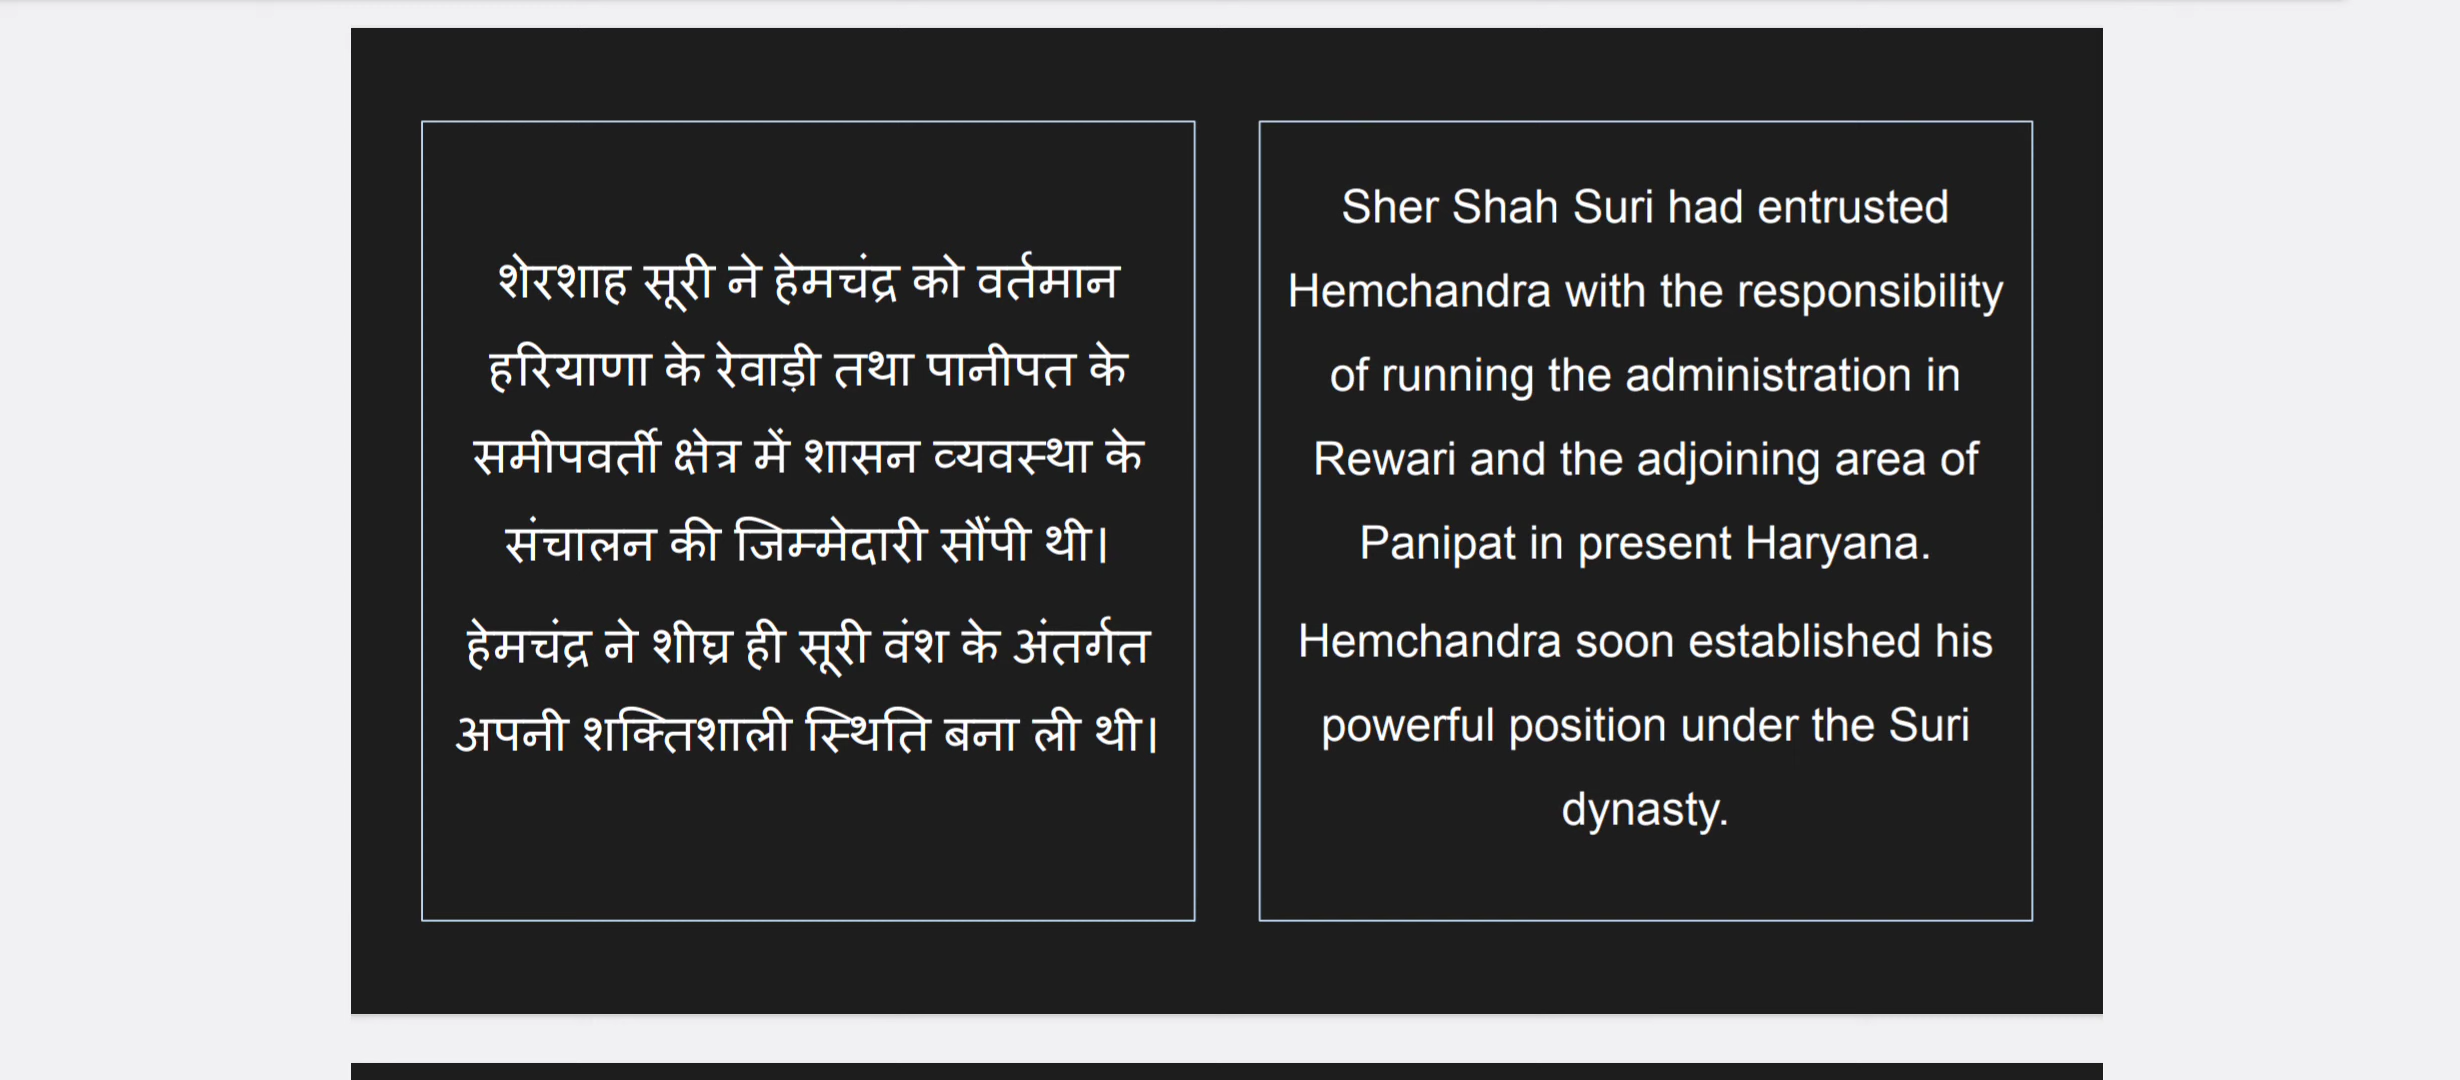 शेरशाह सूरी ने हेमचंद्र को वर्तमान
हरियाणा के रेवाड़ी तथा पानीपत के
समीपवर्ती क्षेत्र में शासन व्यवस्था के
संचालन की जिम्मेदारी सौंपी थी।
हेमचंद्र ने शीघ्र ही सूरी वंश के अंतर्गत
अपनी शक्तिशाली स्थिति बना ली थी।
Sher Shah Suri had entrusted
Hemchandra with the responsibility
of running the administration in
Rewari and the adjoining area of
Panipat in present Haryana.
Hemchandra soon established his
powerful position under the Suri
dynasty.